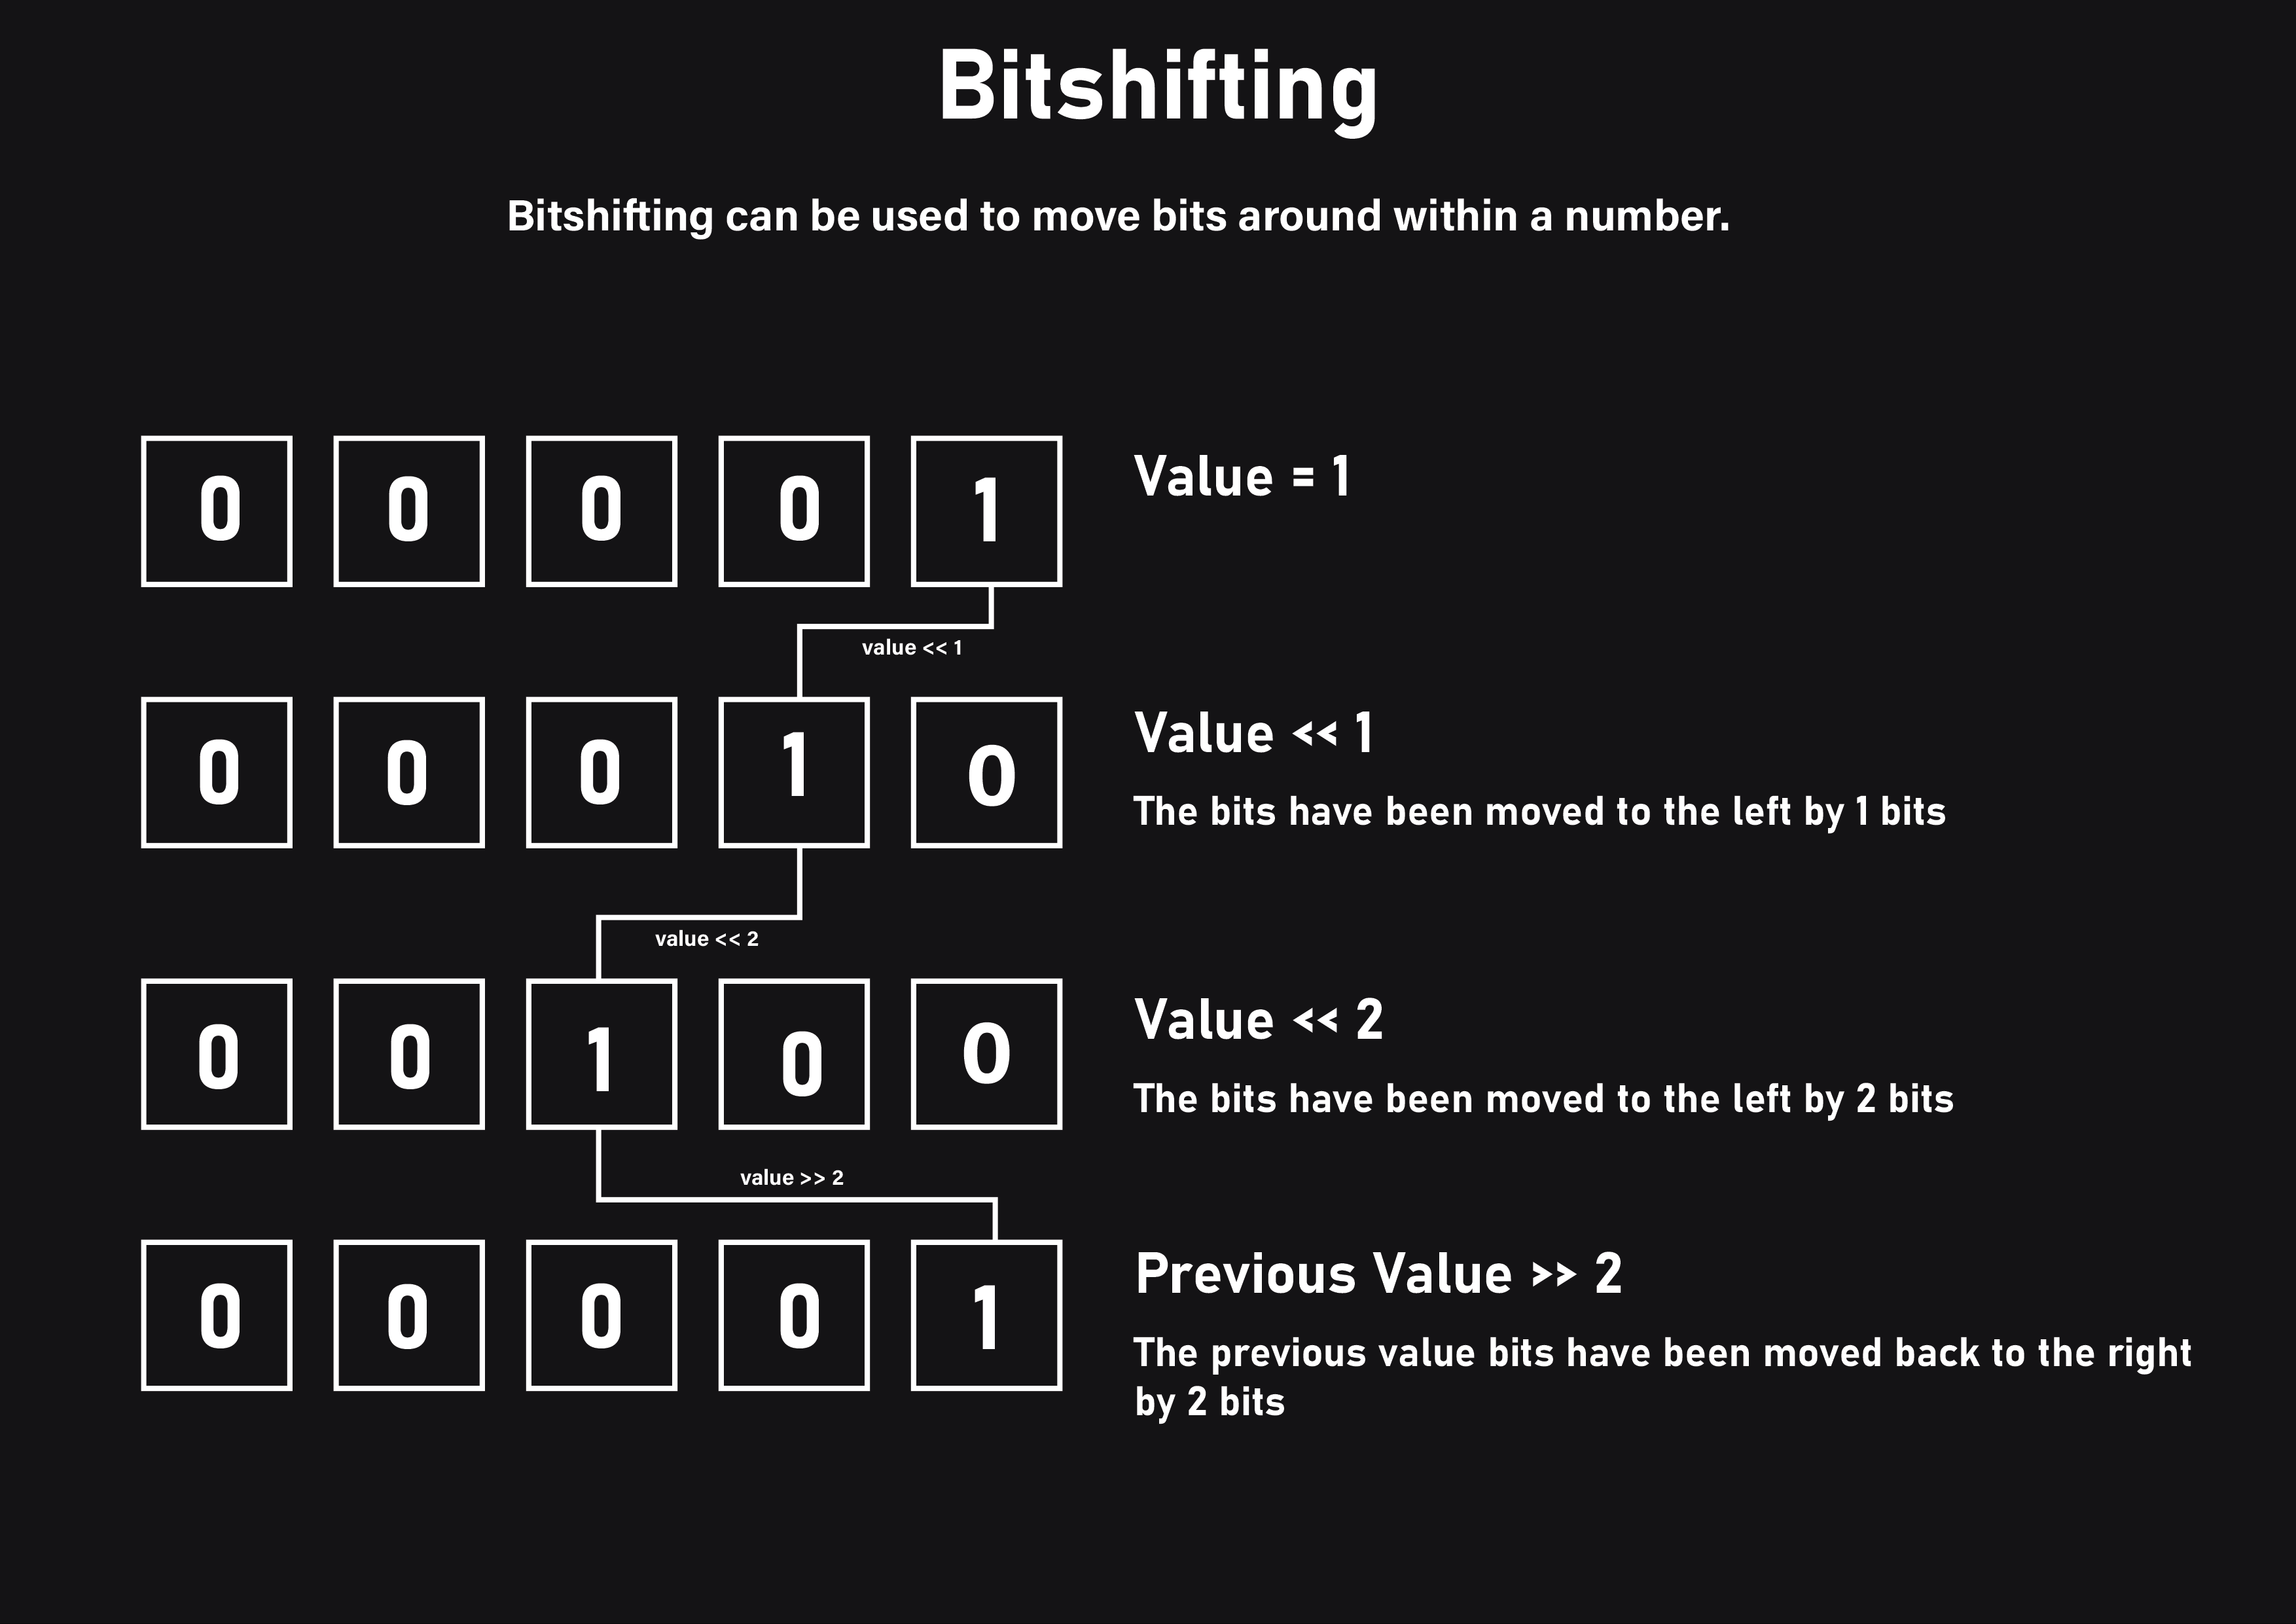 Bitshifting
Bitshifting can be used to move bits around within a number.
0 0 0 0 1
Value = 1
value << 1
0 0 0 1 0
Value << 1
The bits have been moved to the left by 1 bits
value << 2
0 0 1 0 0
Value << 2
The bits have been moved to the left by 2 bits
value >> 2
0 0 0 0 1
Previous Value >> 2
The previous value bits have been moved back to the right
by 2 bits